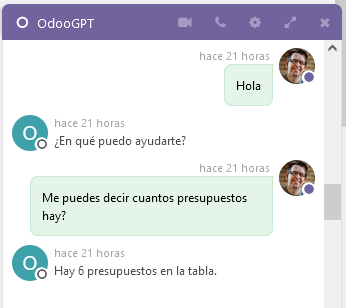 OdooGPT
hace 21 horas
Hola
hace 21 horas
O
¿En qué puedo ayudarte?
hace 21 horas
Me puedes decir cuantos presupuestos
hay?
hace 21 horas
O
Hay 6 presupuestos en la tabla.